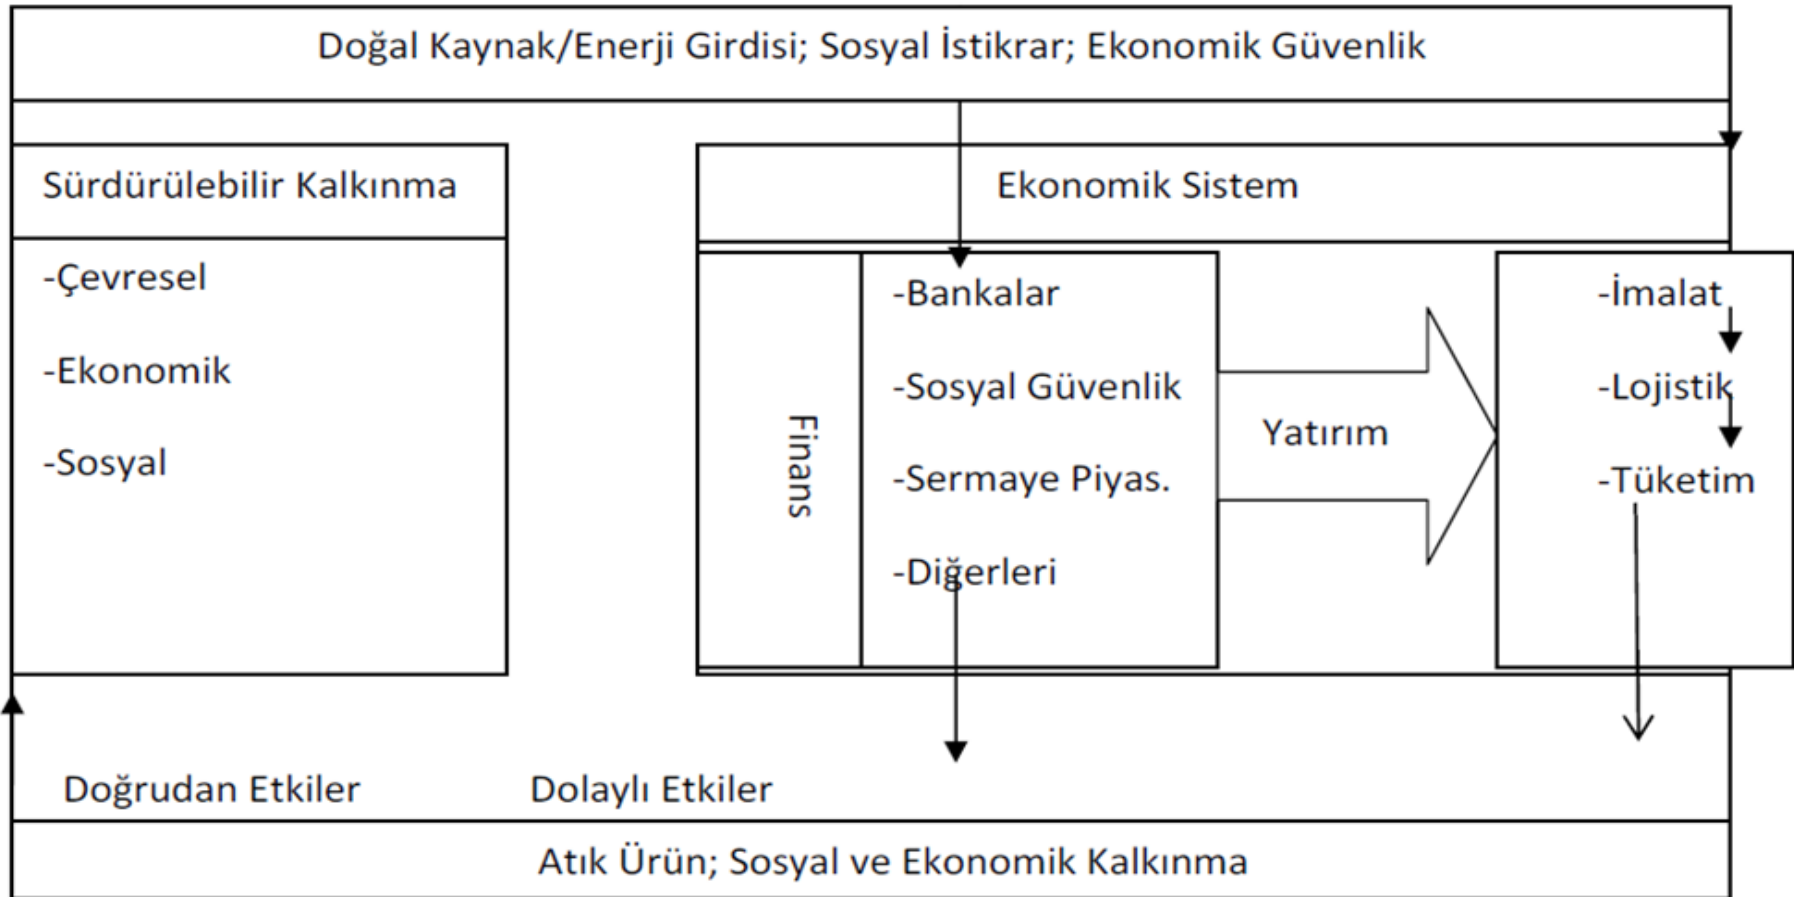 Doğal Kaynak/Enerji Girdisi; Sosyal İstikrar; Ekonomik Güvenlik
Sürdürülebilir Kalkınma
-Çevresel
-Ekonomik
-Sosyal
Ekonomik Sistem
Finans
-Bankalar
-Sosyal Güvenlik
-Sermaye Piyas.
-Diğerleri
Yatırım
-İmalat
-Lojistik
-Tüketim
Doğrudan Etkiler
Dolaylı Etkiler
Atık Ürün; Sosyal ve Ekonomik Kalkınma